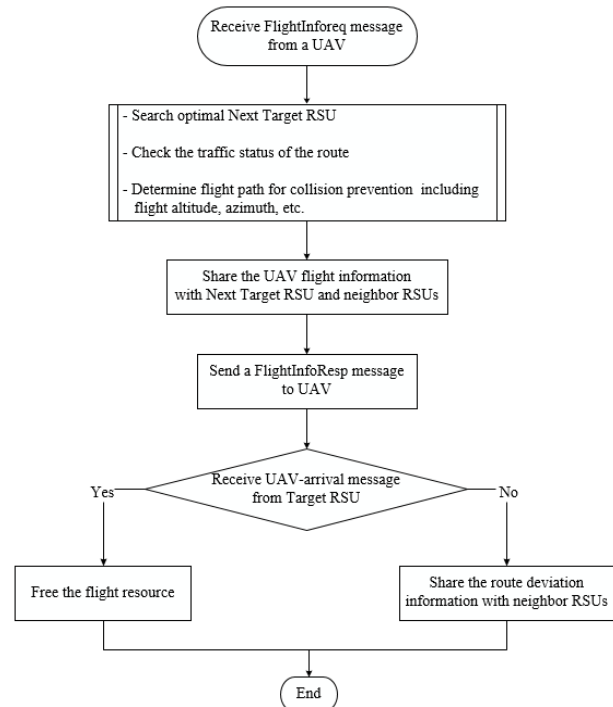 Receive FlightInforeq message
from a UAV
- Search optimal Next Target RSU
- Check the traffic status of the route
- Determine flight path for collision prevention including
flight altitude, azimuth, etc.
Share the UAV flight information
with Next Target RSU and neighbor RSUs
Send a FlightInfoResp message
to UAV
Receive UAV-arrival message
from Target RSU
Yes
No
Free the flight resource
Share the route deviation
information with neighbor RSUs
End